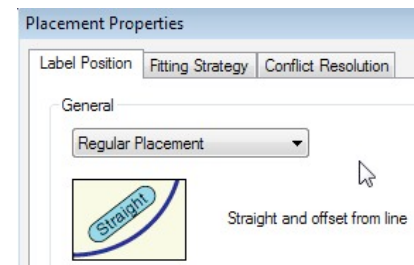 Placement Properties
Label Position Fitting Strategy Conflict Resolution
General
Regular Placement
Straight
Straight and offset from line